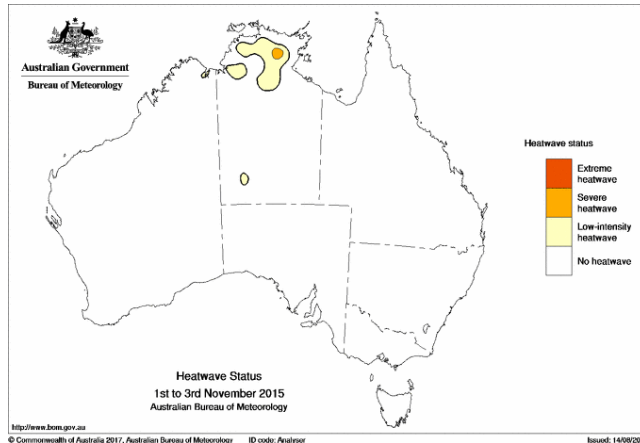 Australian Government
Bureau of Meteorology
Heatwave status
Extreme
heatwave
Severe
heatwave
Low-intensity
heatwave
No heatwave
Heatwave Status
1st to 3rd November 2015
Australian Bureau of Meteorology
http://www.bom.gov.au
© Commonwealth of Australia 2017, Australian Bureau of Meteorology ID code: Analyser Issued: